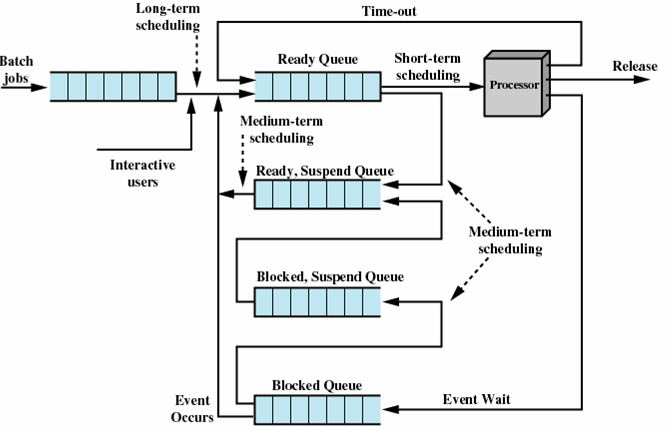 Time-out
Long-term
scheduling
Batch
jobs
Ready Queue
Short-term
scheduling
Release
Processor
Medium-term
scheduling
Interactive
users
Ready, Suspend Queue
Medium-term
scheduling
Blocked, Suspend Queue
Blocked Queue
Event
Occurs
Event Wait